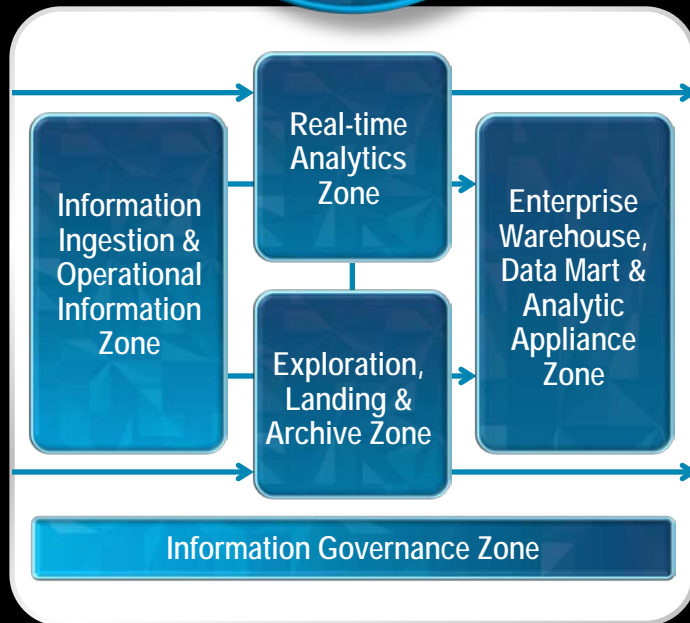 Real-time
Analytics
Zone
Information
Ingestion &
Operational
Information
Zone
Enterprise
Warehouse,
Data Mart &
Analytic
Appliance
Zone
Exploration,
Landing &
Archive Zone
Information Governance Zone